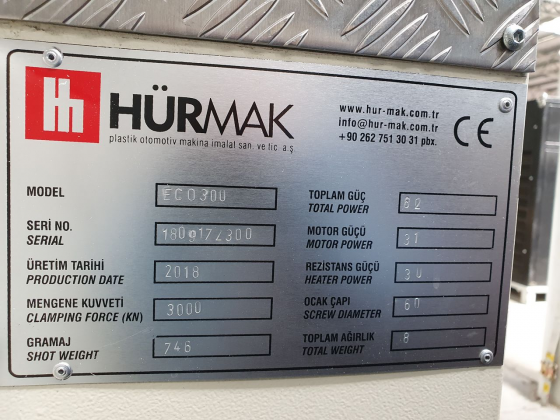 HÜRMAK
plastik otomotiv makina imalat san. ve tic. a.ş.
www.hur-mak.com.tr
info@hur-mak.com.tr
+90 262 751 30 31 pbx.
CE
MODEL ECO300
SERİ NO.
SERIAL
ÜRETİM TARİHİ
PRODUCTION DATE 2018
MENGENE KUVVETİ
CLAMPING FORCE (KN) 3000
GRAMAJ
SHOT WEIGHT 746
TOPLAM GÜÇ
TOTAL POWER 62
MOTOR GÜCÜ
MOTOR POWER 31
REZİSTANS GÜCÜ
HEATER POWER 30
OCAK ÇAPI
SCREW DIAMETER 60
TOPLAM AĞIRLIK
TOTAL WEIGHT 8